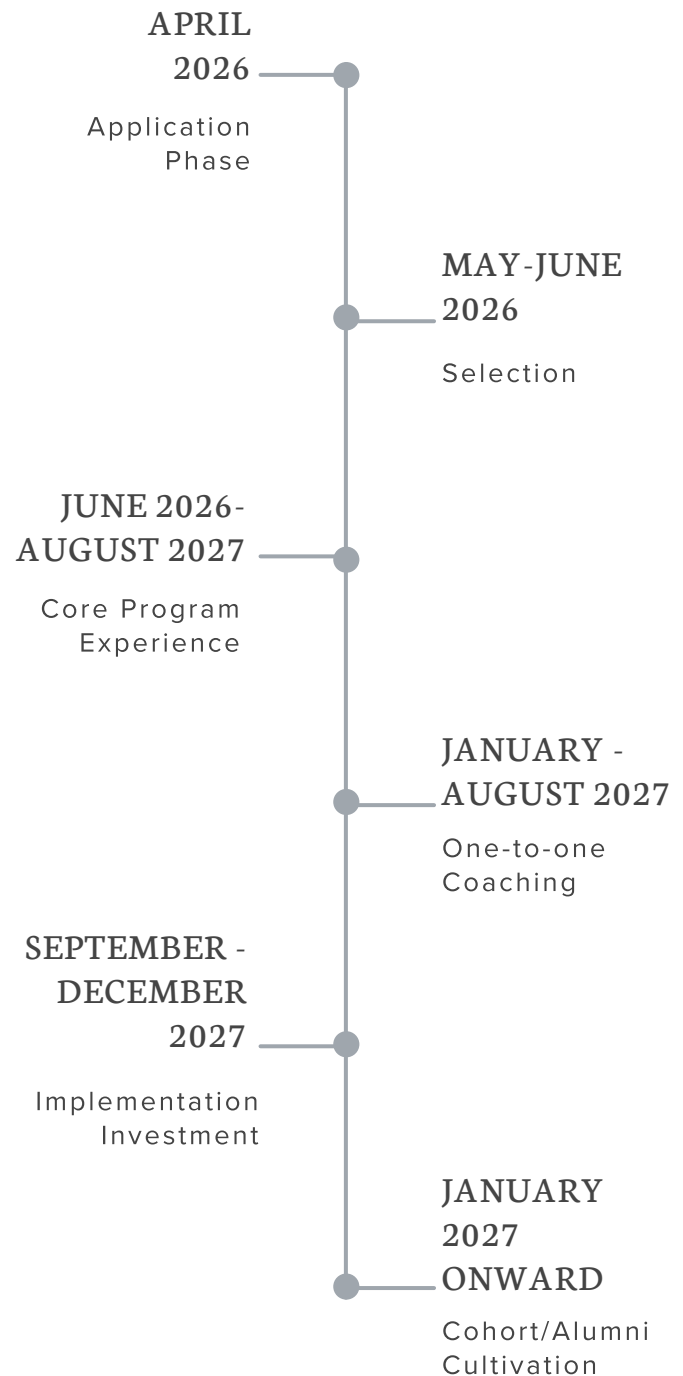 APRIL
2026
Application
Phase
MAY-JUNE
2026
Selection
JUNE 2026-
AUGUST 2027
Core Program
Experience
JANUARY -
AUGUST 2027
One-to-one
Coaching
SEPTEMBER -
DECEMBER
2027
Implementation
Investment
JANUARY
2027
ONWARD
Cohort/Alumni
Cultivation